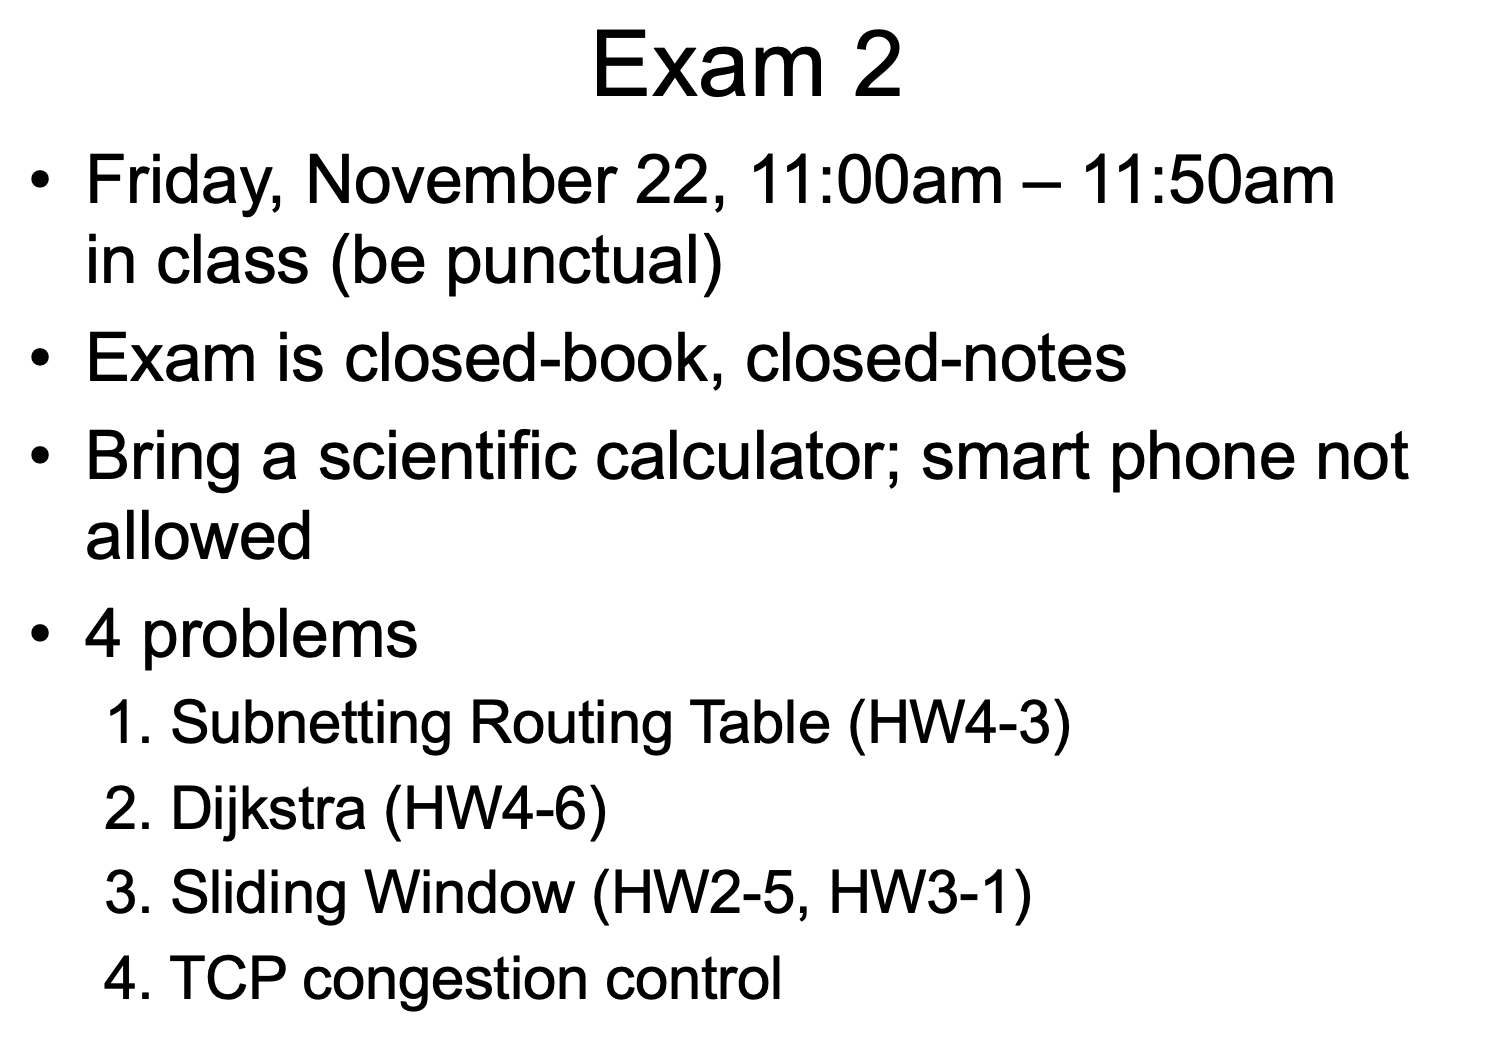 Exam 2
• Friday, November 22, 11:00am – 11:50am
in class (be punctual)
• Exam is closed-book, closed-notes
• Bring a scientific calculator; smart phone not
allowed
• 4 problems
1. Subnetting Routing Table (HW4-3)
2. Dijkstra (HW4-6)
3. Sliding Window (HW2-5, HW3-1)
4. TCP congestion control